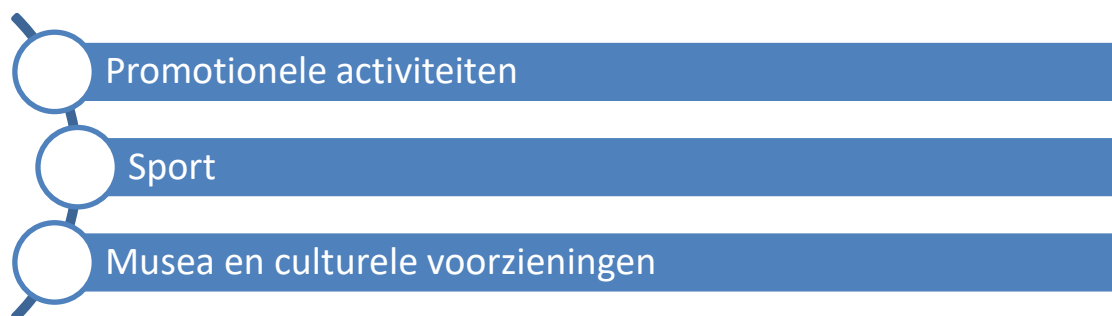 Promotionele activiteiten
Sport
Musea en culturele voorzieningen